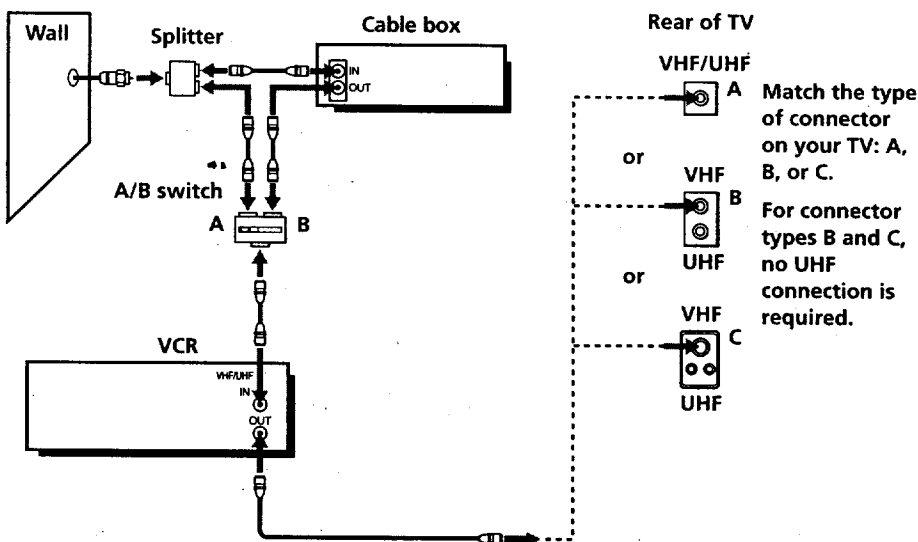 Wall
Splitter
Cable box
IN
OUT
A/B switch
A
B
VCR
VHF/UHF
IN
OUT
Rear of TV
VHF/UHF
A
or
VHF
B
UHF
or
VHF
C
UHF
Match the type
of connector
on your TV: A,
B, or C.
For connector
types B and C,
no UHF
connection is
required.